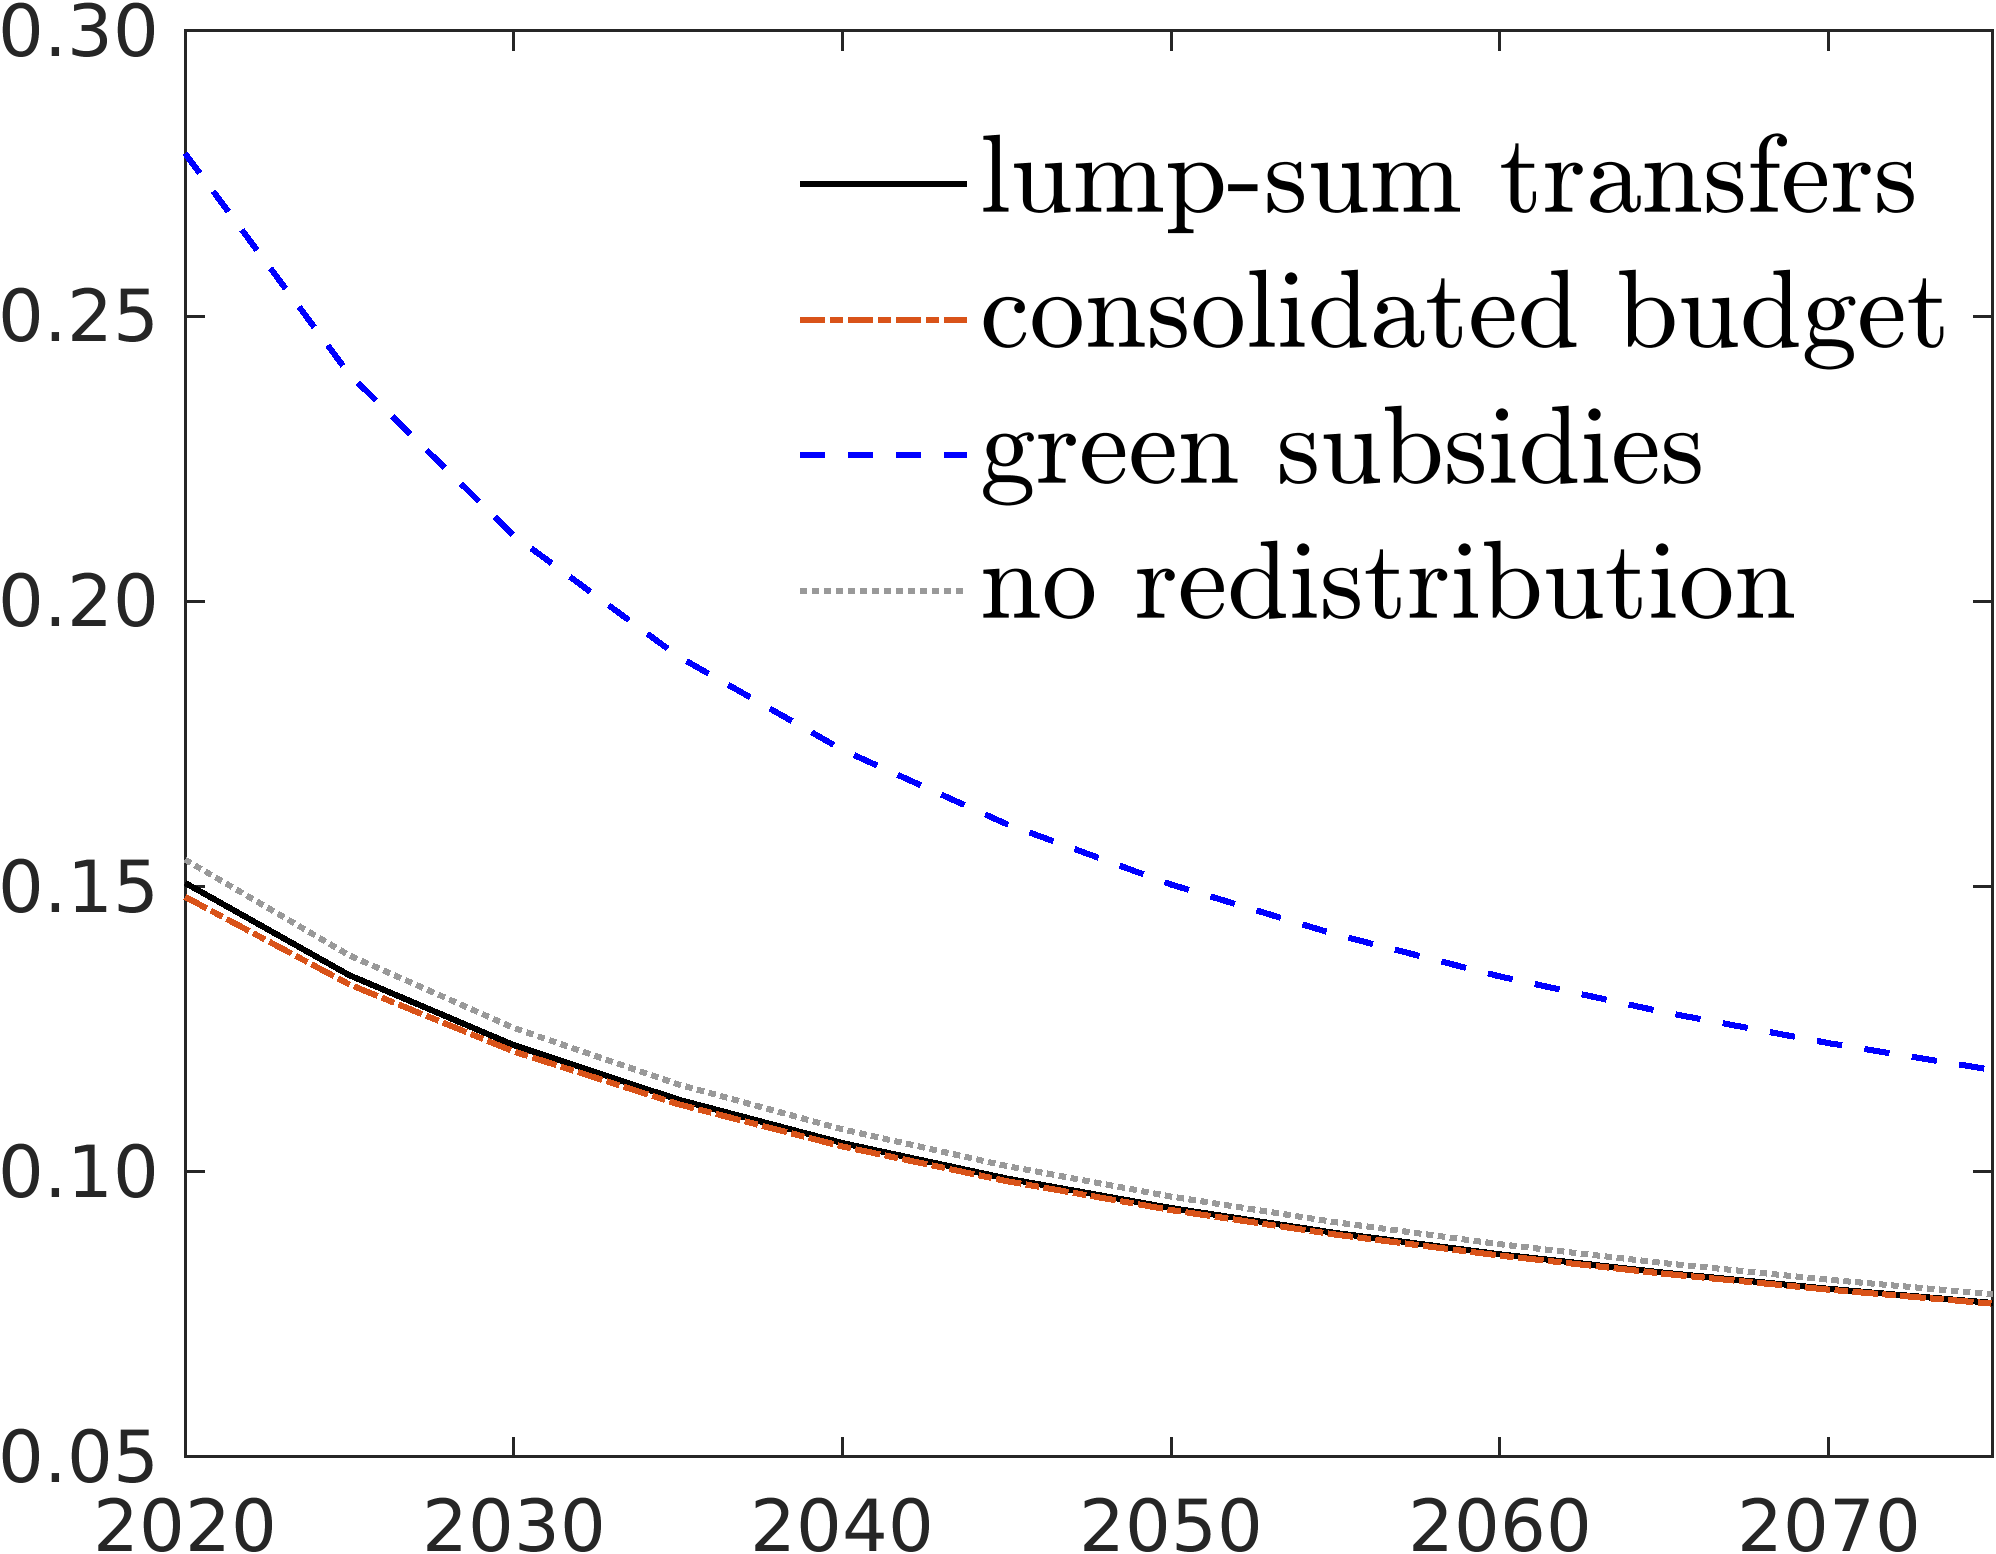 0.30
0.25
0.20
0.15
0.10
0.05
lump-sum transfers
consolidated budget
green subsidies
no redistribution
2020 2030 2040 2050 2060 2070